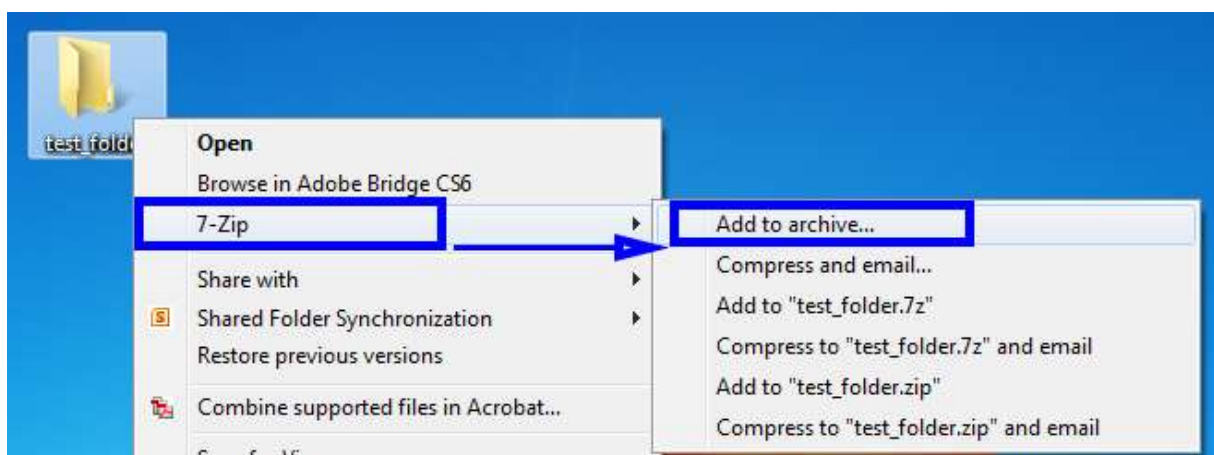 test_folde
Open
Browse in Adobe Bridge CS6
7-Zip
Share with
Shared Folder Synchronization
Restore previous versions
Combine supported files in Acrobat...
Add to archive...
Compress and email...
Add to "test_folder.7z"
Compress to "test_folder.7z" and email
Add to "test_folder.zip"
Compress to "test_folder.zip" and email